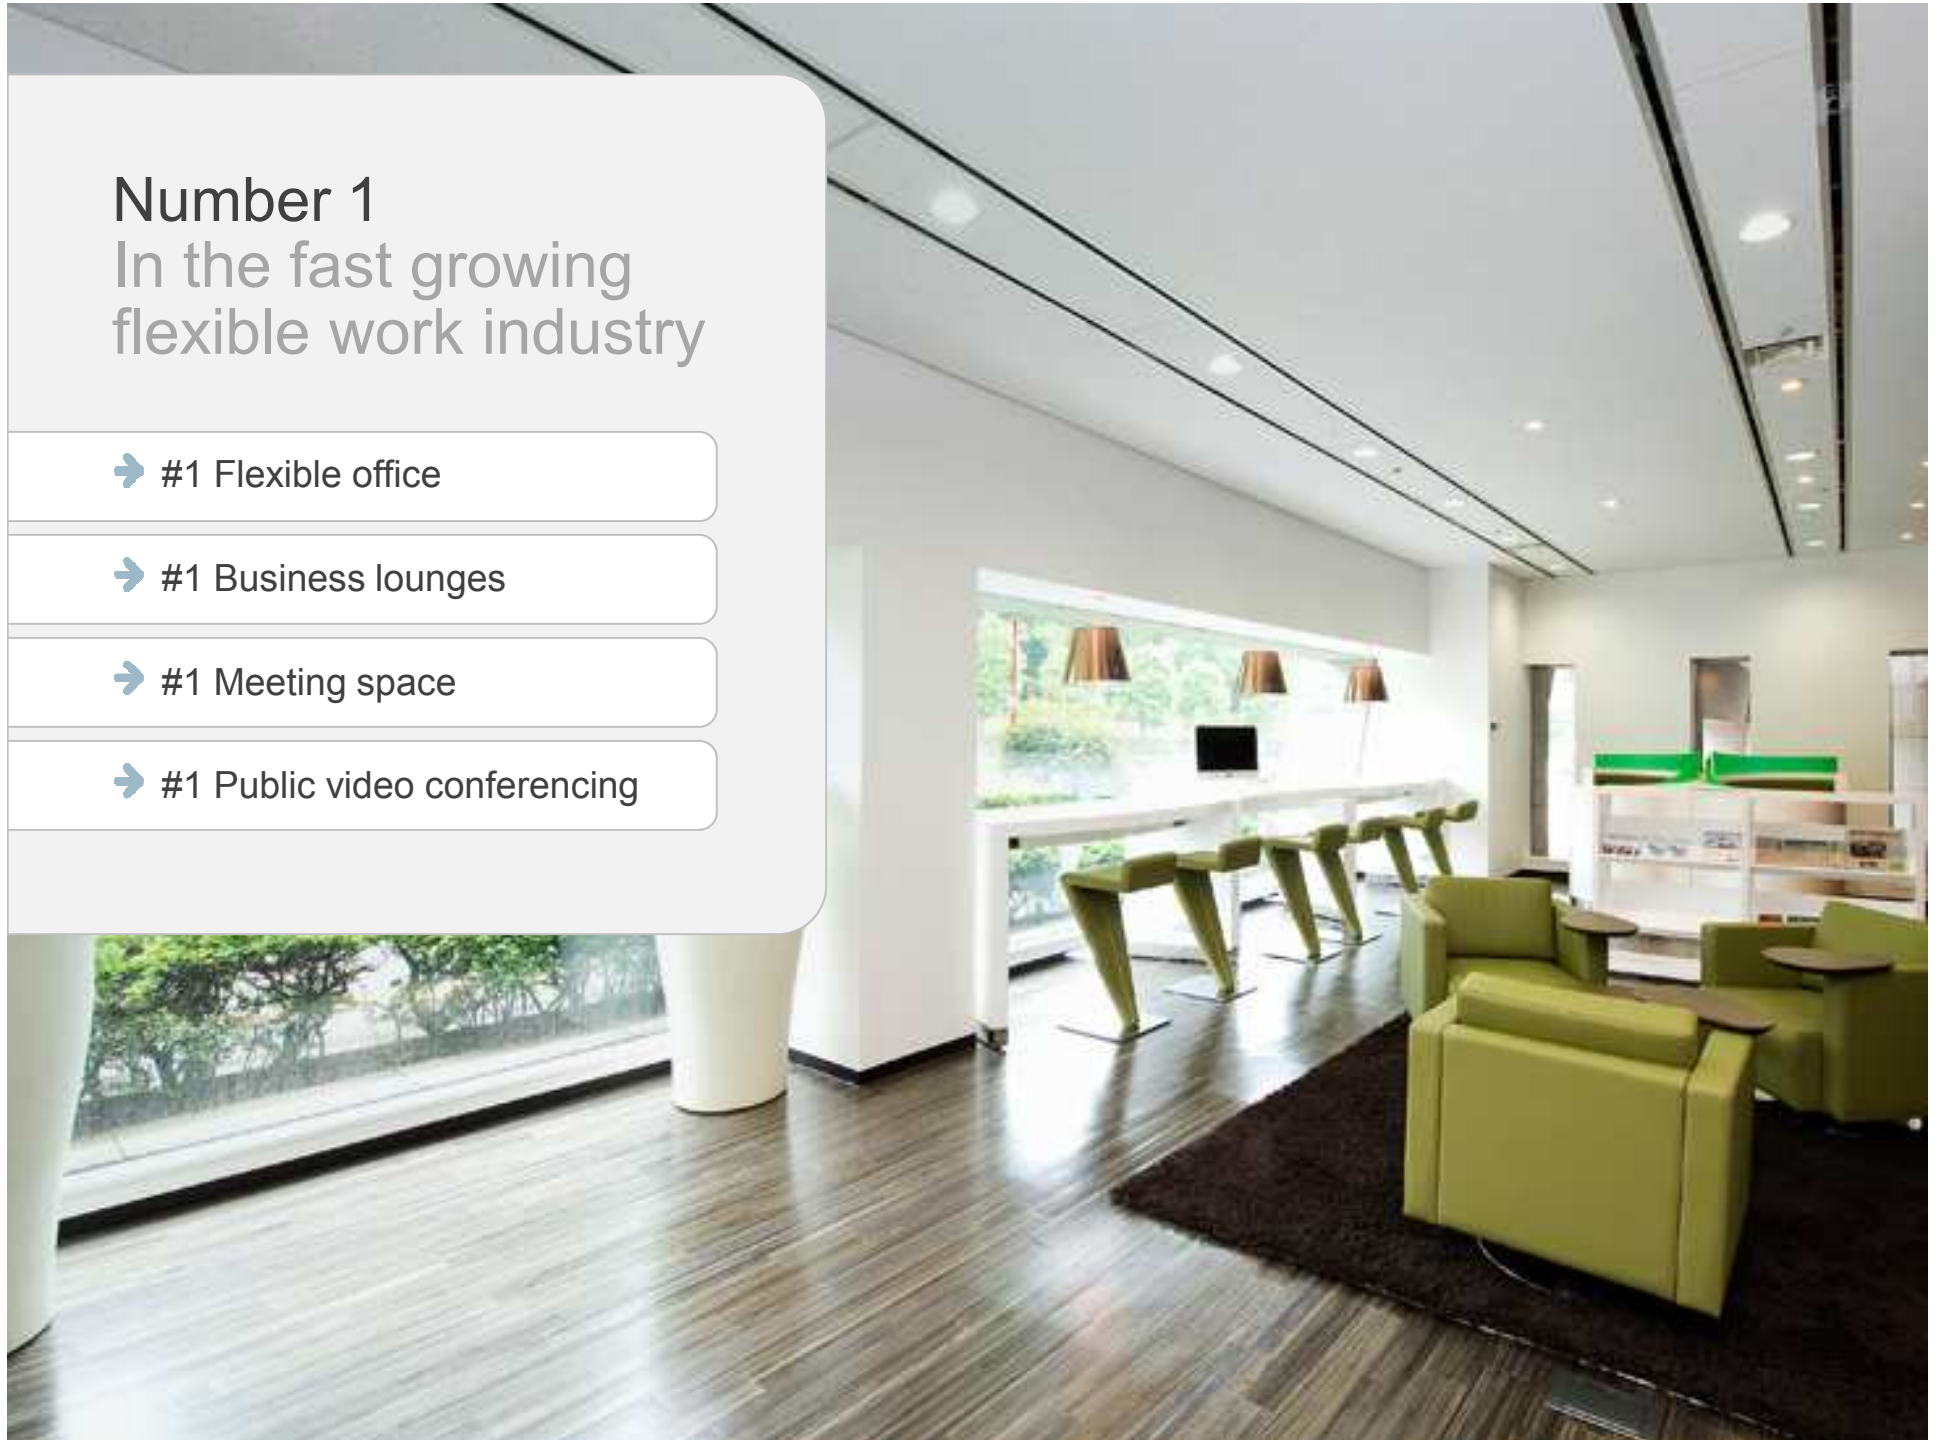 Number 1
In the fast growing
flexible work industry
#1 Flexible office
#1 Business lounges
#1 Meeting space
#1 Public video conferencing